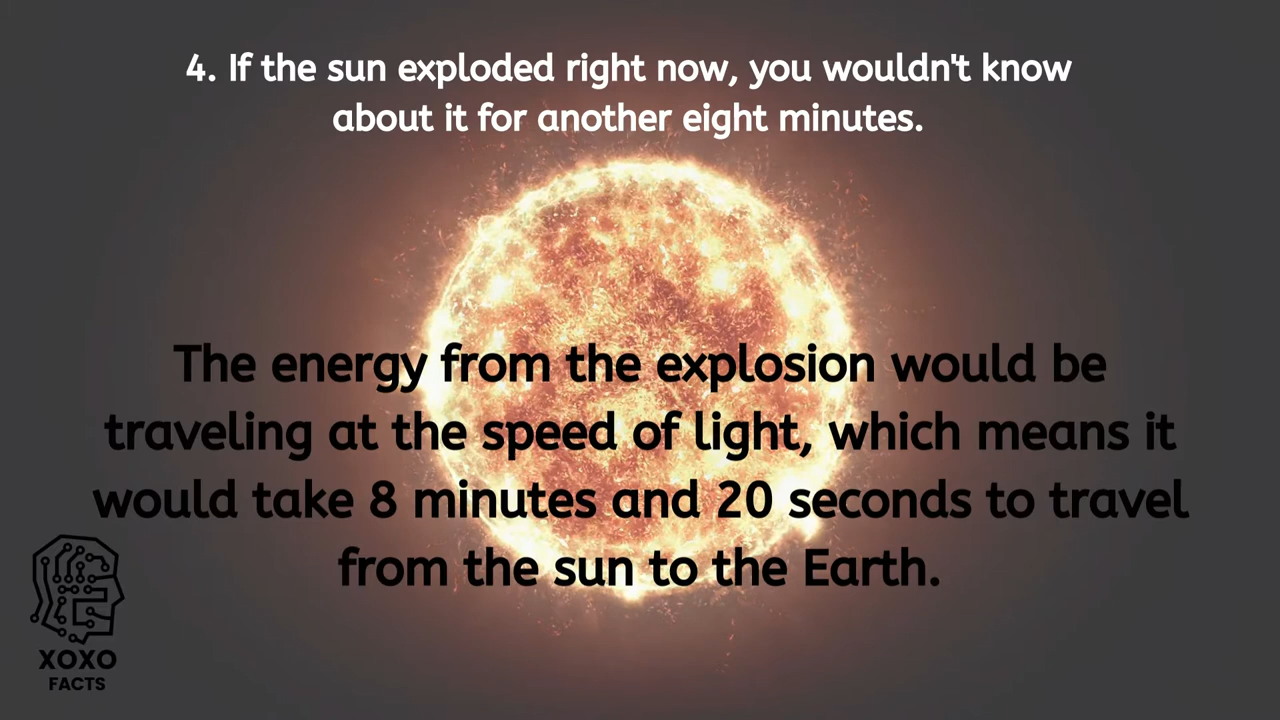 4. If the sun exploded right now, you wouldn't know
about it for another eight minutes.
The energy from the explosion would be
traveling at the speed of light, which means it
would take 8 minutes and 20 seconds to travel
from the sun to the Earth.
XOXO
FACTS